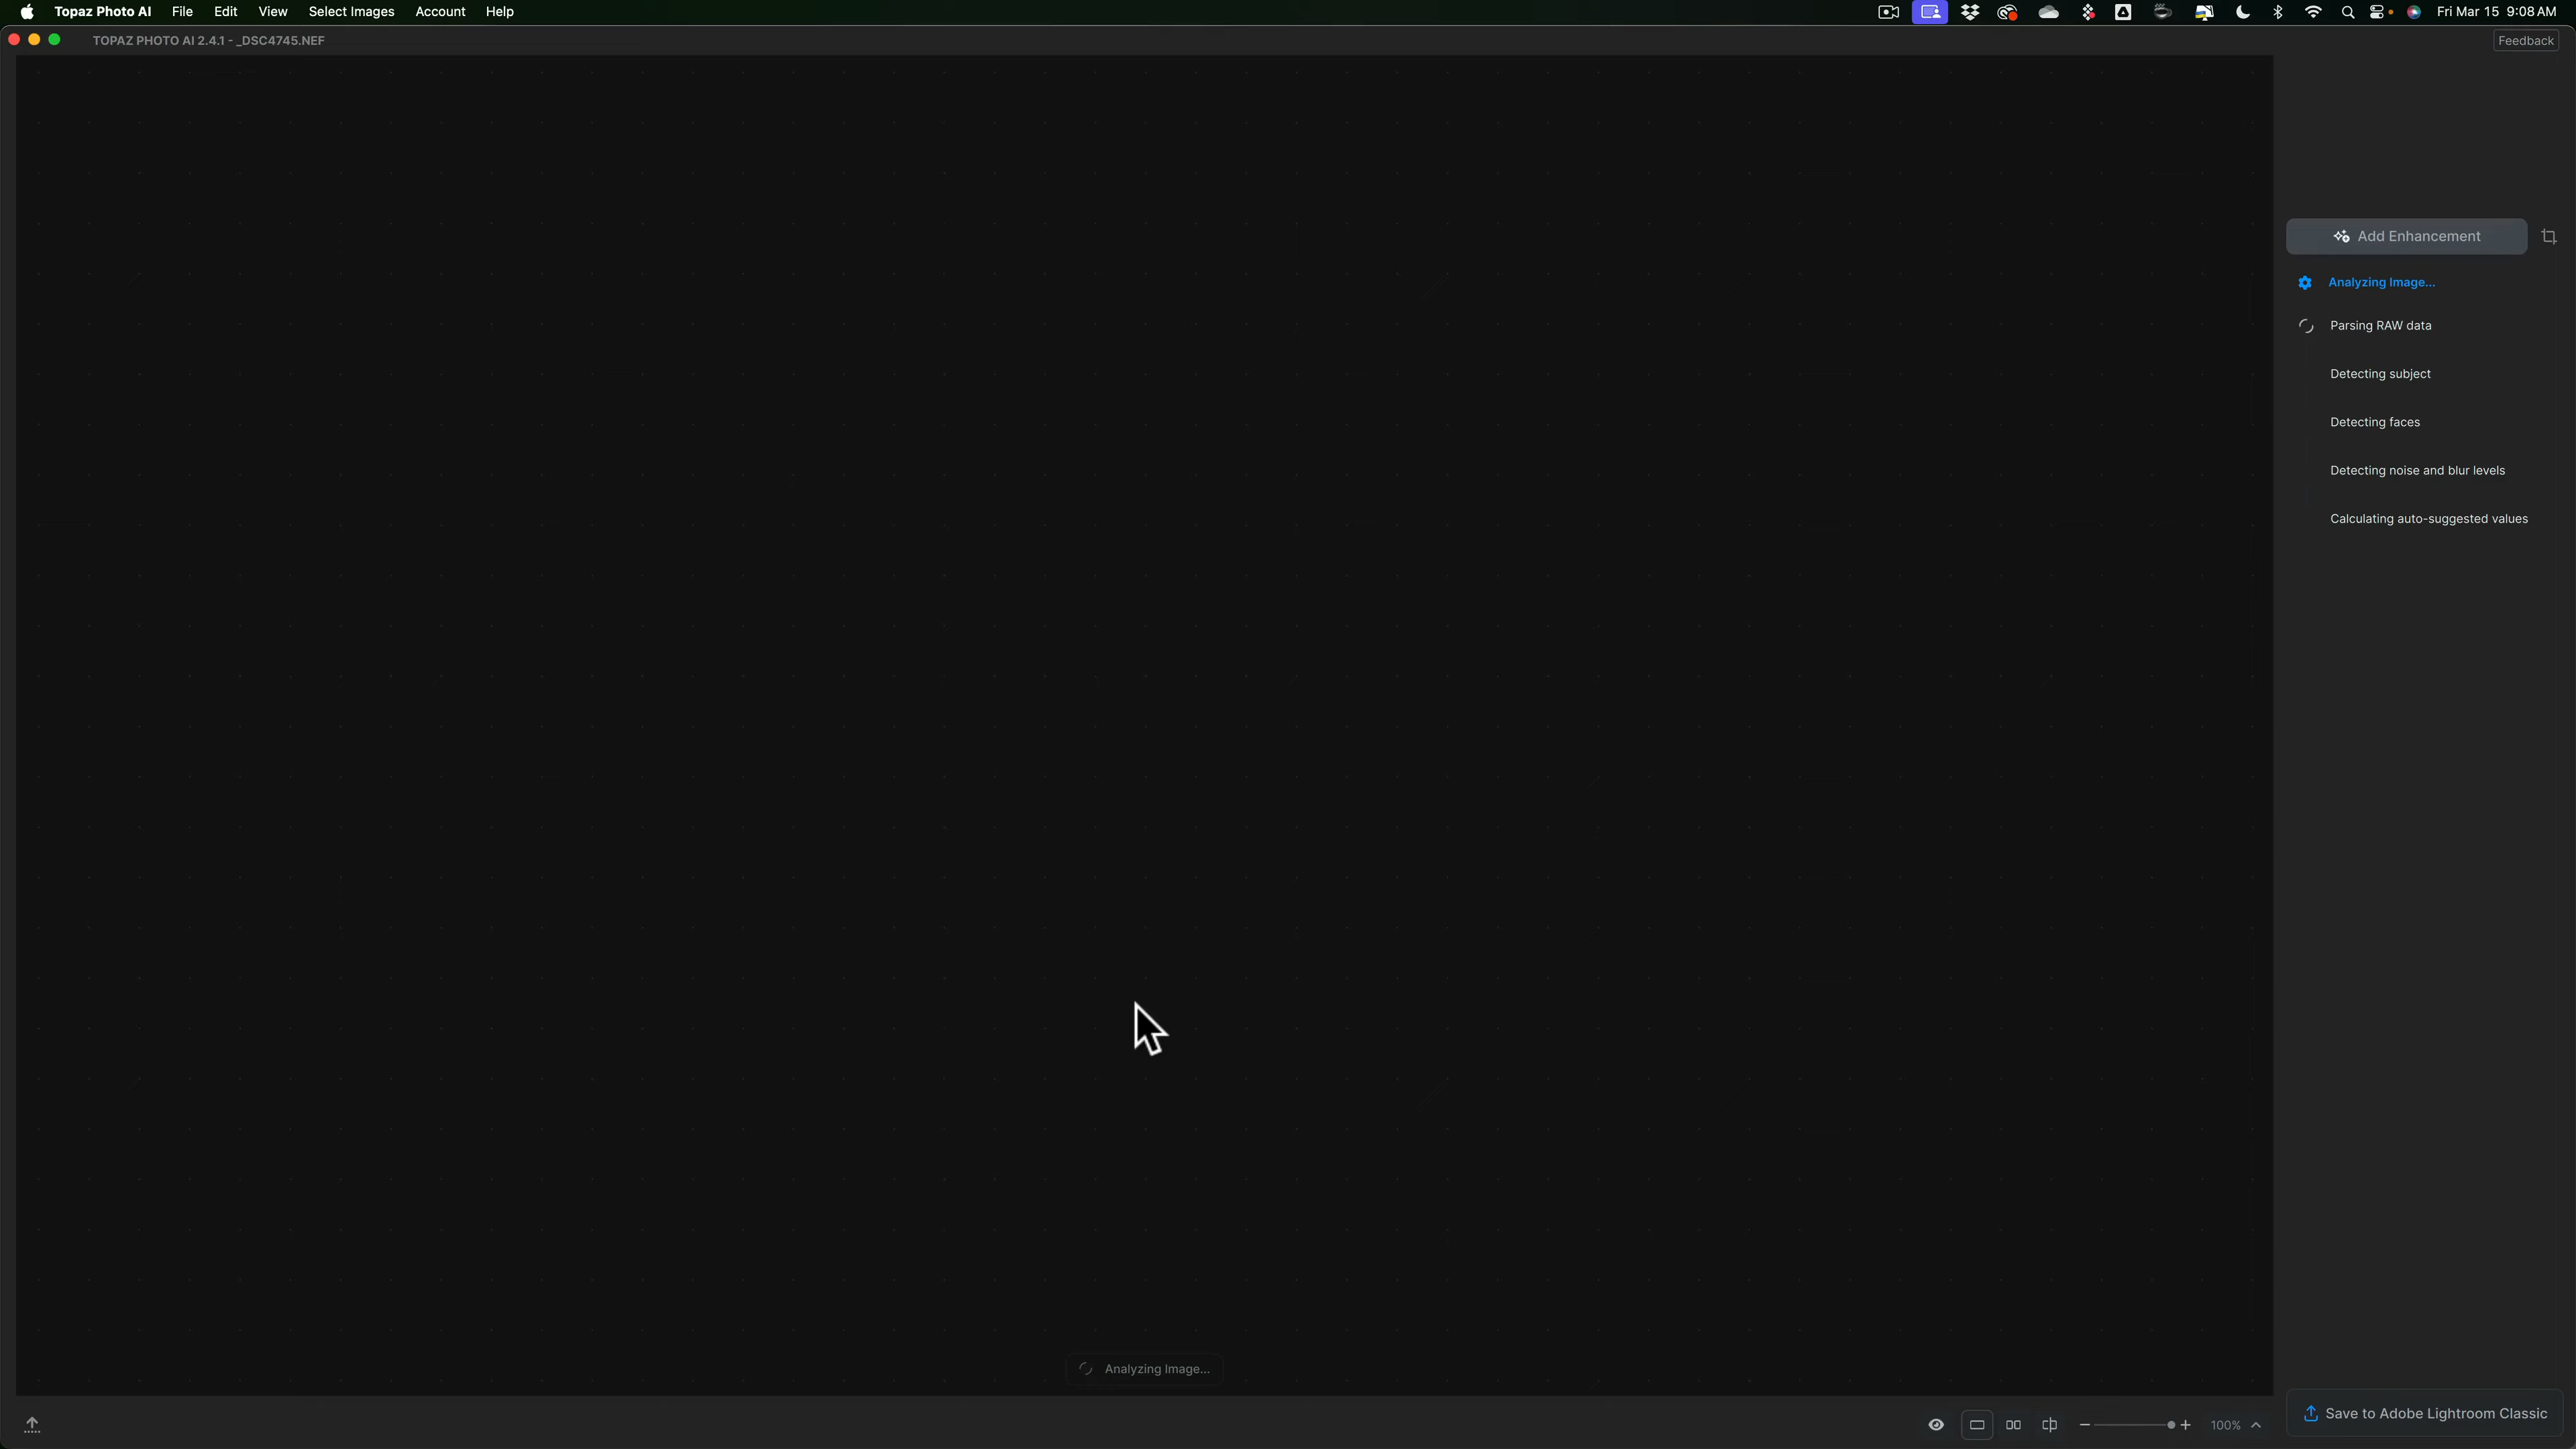 Topaz Photo AI File Edit View Select Images Account Help Fri Mar 15 9:08 AM
TOPAZ PHOTO AI 2.4.1 - _DSC4745.NEF Feedback
Add Enhancement
Analyzing Image...
Parsing RAW data
Detecting subject
Detecting faces
Detecting noise and blur levels
Calculating auto-suggested values
Analyzing Image...
100%
Save to Adobe Lightroom Classic